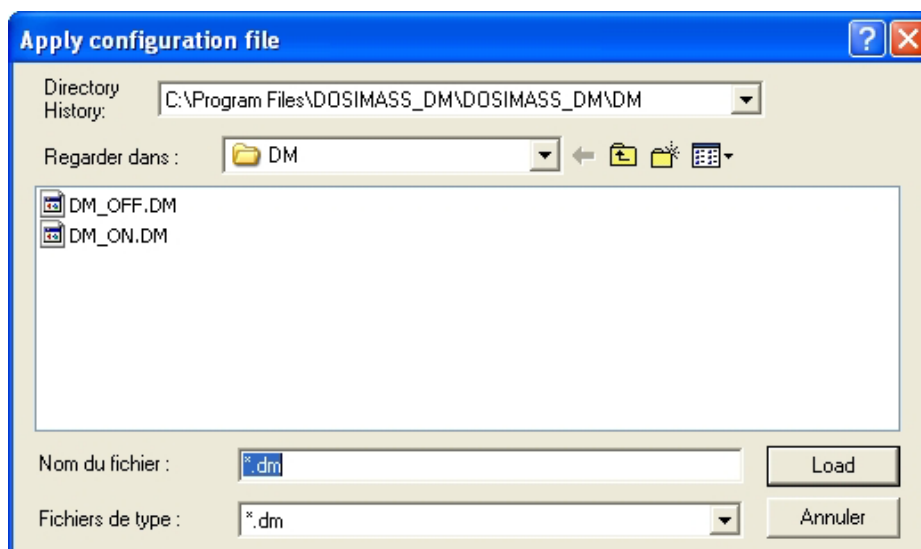 Apply configuration file
Directory
History:
C:\Program Files\DOSIMASS_DM\DOSIMASS_DM\DM
Regarder dans :
DM
DM_OFF.DM
DM_ON.DM
Nom du fichier :
*.dm
Load
Fichiers de type :
*.dm
Annuler